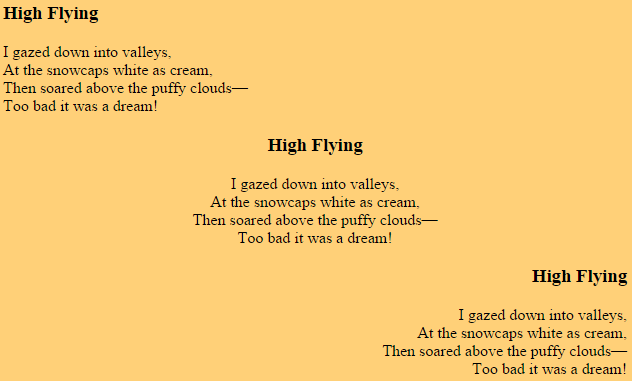 High Flying
I gazed down into valleys,
At the snowcaps white as cream,
Then soared above the puffy clouds—
Too bad it was a dream!
High Flying
I gazed down into valleys,
At the snowcaps white as cream,
Then soared above the puffy clouds—
Too bad it was a dream!
High Flying
I gazed down into valleys,
At the snowcaps white as cream,
Then soared above the puffy clouds—
Too bad it was a dream!